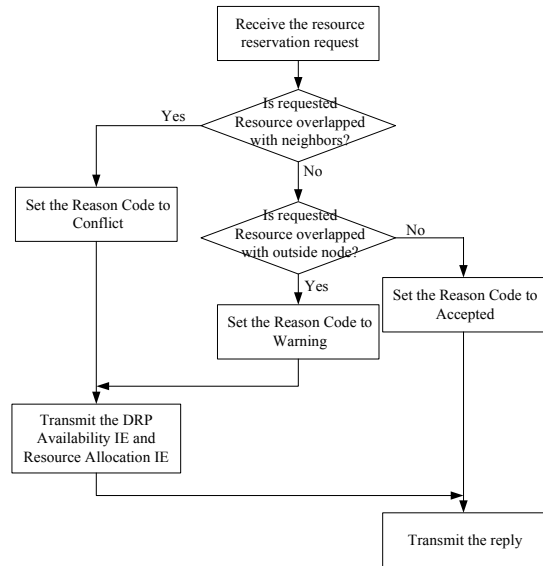 Receive the resource
reservation request
Is requested
Resource overlapped
with neighbors?
Yes
No
Set the Reason Code to
Conflict
Is requested
Resource overlapped
with outside node?
No
Yes
Set the Reason Code to
Warning
Set the Reason Code to
Accepted
Transmit the DRP
Availability IE and
Resource Allocation IE
Transmit the reply